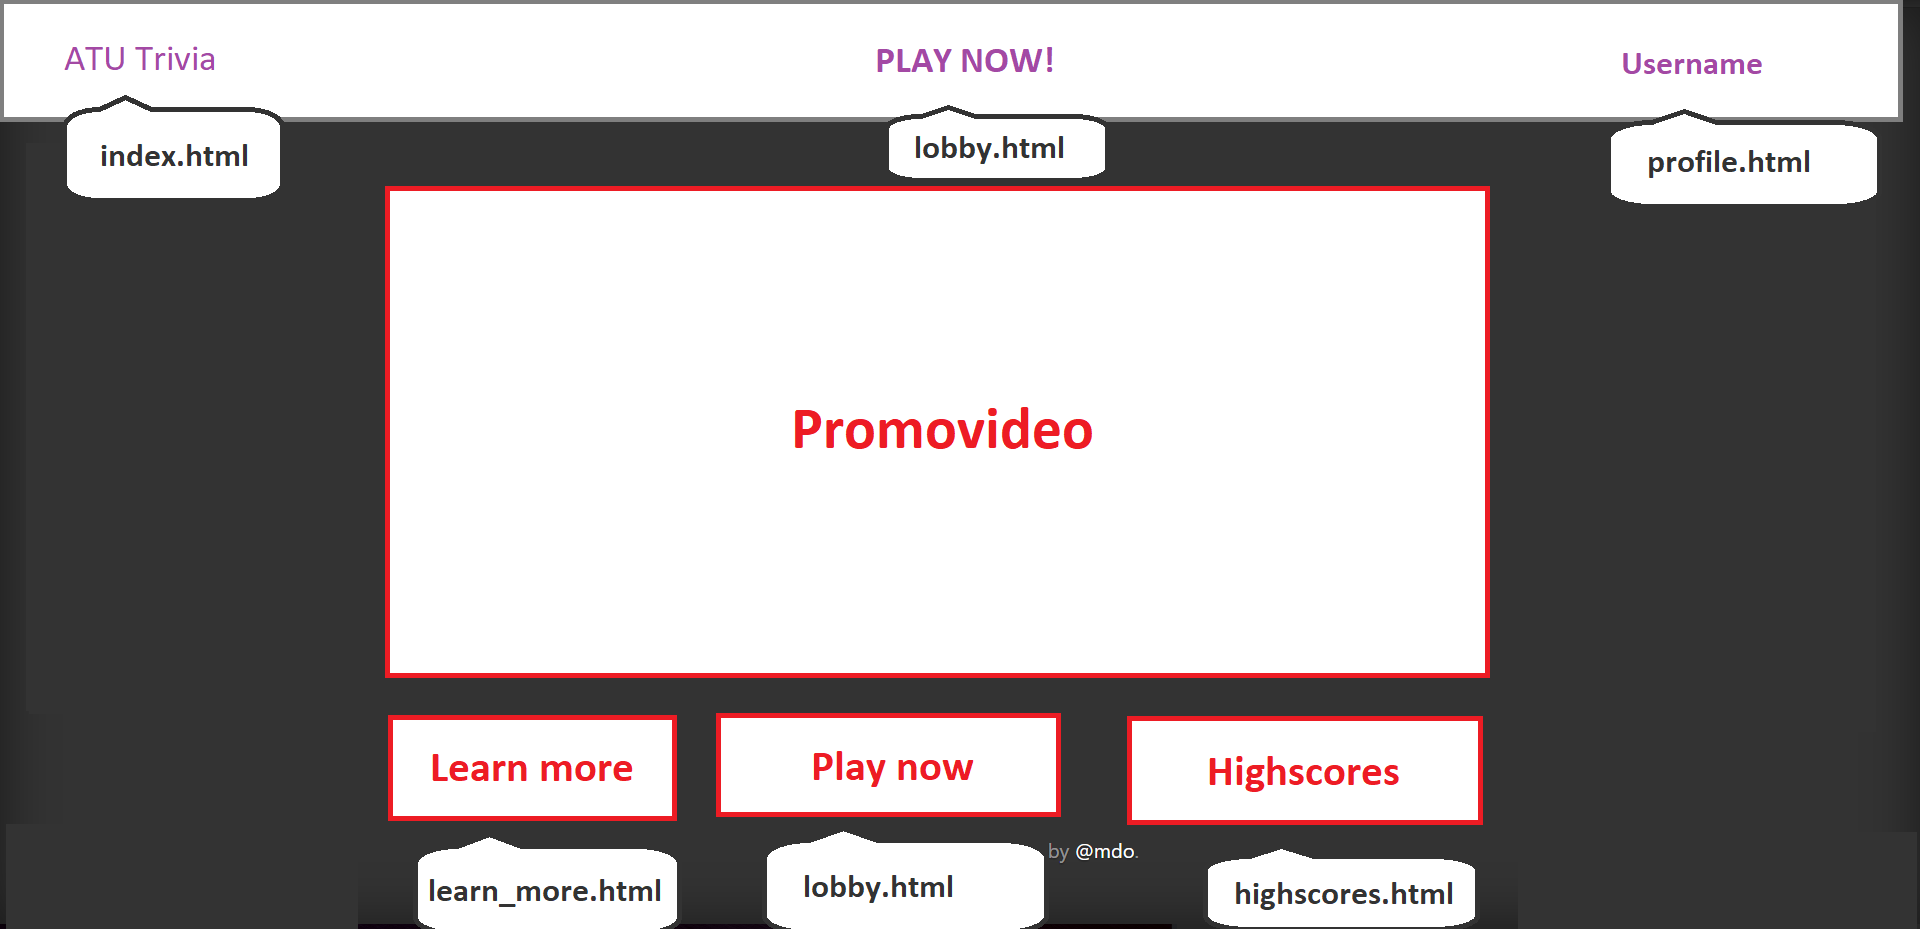 ATU Trivia
PLAY NOW!
Username
index.html
lobby.html
profile.html
Promovideo
Learn more
Play now
Highscores
by @mdo.
learn_more.html
lobby.html
highscores.html